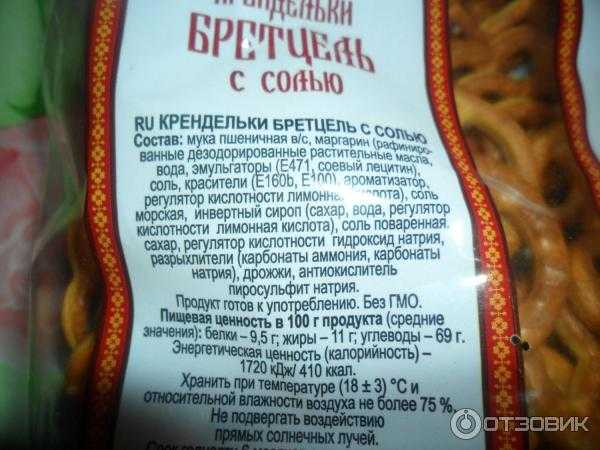 КРЕНДЕЛЬКИ
БРЕТЦЕЛЬ
С СОЛЬЮ
RU КРЕНДЕЛЬКИ БРЕТЦЕЛЬ С СОЛЬЮ
Состав: мука пшеничная в/с, маргарин (рафиниро-
ванные дезодорированные растительные масла,
вода, эмульгаторы (Е471, соевый лецитин),
соль, красители (Е160b, Е100), ароматизатор,
регулятор кислотности лимонная кислота), соль
морская, инвертный сироп (сахар, вода, регулятор
кислотности лимонная кислота), соль поваренная.
сахар, регулятор кислотности гидроксид натрия,
разрыхлители (карбонаты аммония, карбонаты
натрия), дрожжи, антиокислитель
пиросульфит натрия.
Продукт готов к употреблению. Без ГМО.
Пищевая ценность в 100 г продукта (средние
значения): белки – 9,5 г; жиры – 11 г; углеводы – 69 г.
Энергетическая ценность (калорийность) –
1720 кДж/ 410 ккал.
Хранить при температуре (18 ± 3) °С и
относительной влажности воздуха не более 75 %.
Не подвергать воздействию
прямых солнечных лучей.
ОТЗОВИК